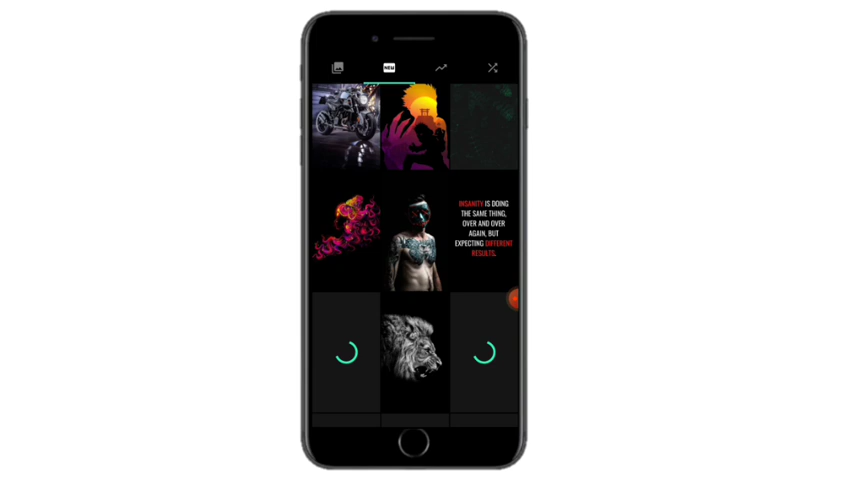 NEW
INSANITY IS DOING
THE SAME THING,
OVER AND OVER
AGAIN, BUT
EXPECTING DIFFERENT
RESULTS.